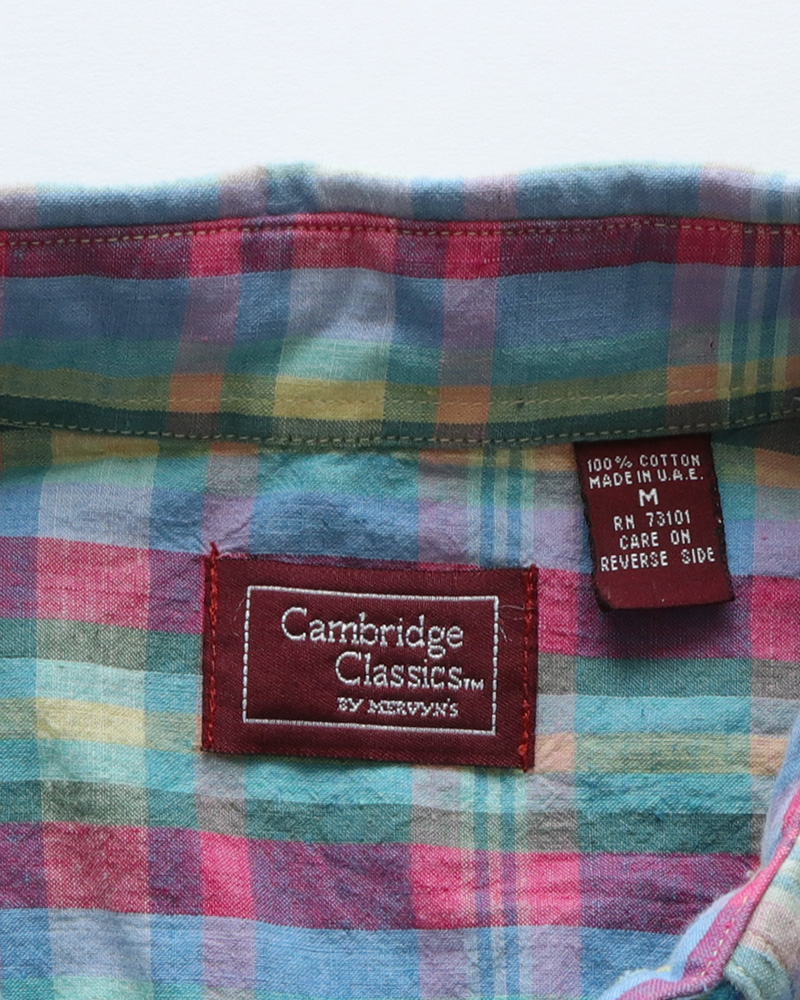 100% COTTON
MADE IN U.A.E.
M
RN 73101
CARE ON
REVERSE SIDE
Cambridge
Classics™
BY MERVYN'S